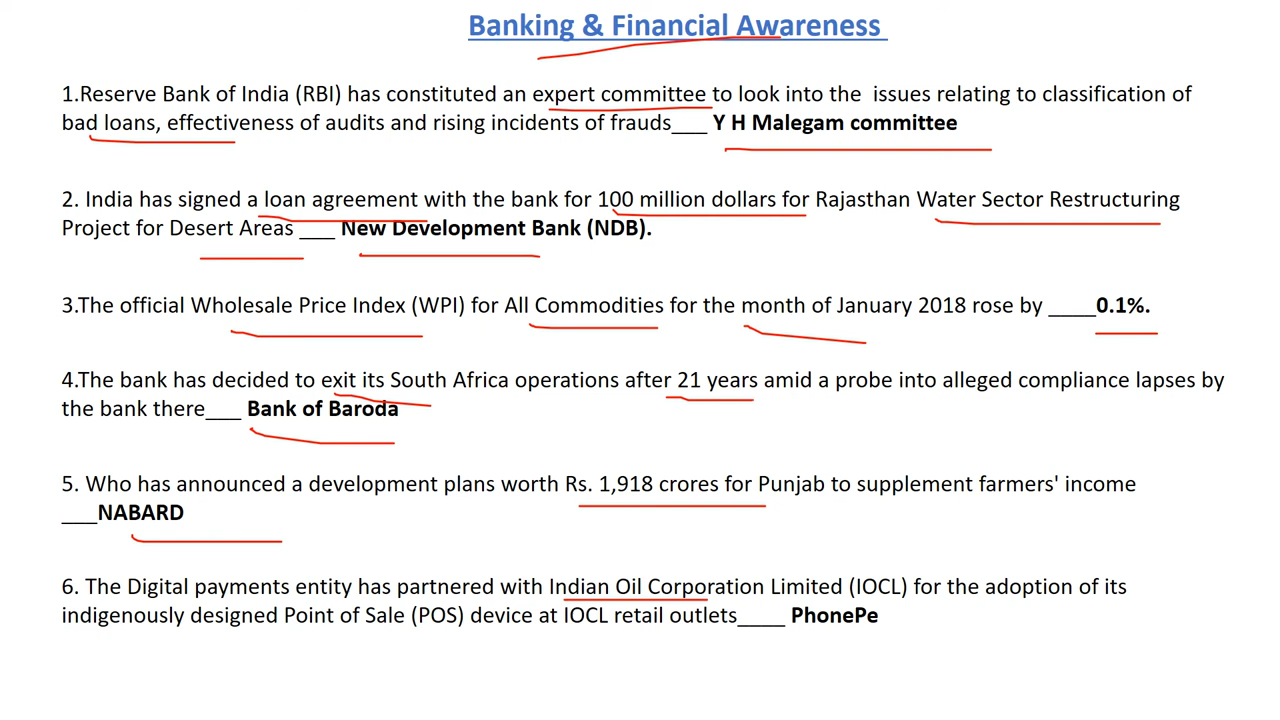 Banking & Financial Awareness
1.Reserve Bank of India (RBI) has constituted an expert committee to look into the  issues relating to classification of
bad loans, effectiveness of audits and rising incidents of frauds___ Y H Malegam committee
2. India has signed a loan agreement with the bank for 100 million dollars for Rajasthan Water Sector Restructuring
Project for Desert Areas ___ New Development Bank (NDB).
3.The official Wholesale Price Index (WPI) for All Commodities for the month of January 2018 rose by ____0.1%.
4.The bank has decided to exit its South Africa operations after 21 years amid a probe into alleged compliance lapses by
the bank there___ Bank of Baroda
5. Who has announced a development plans worth Rs. 1,918 crores for Punjab to supplement farmers' income
___NABARD
6. The Digital payments entity has partnered with Indian Oil Corporation Limited (IOCL) for the adoption of its
indigenously designed Point of Sale (POS) device at IOCL retail outlets____ PhonePe